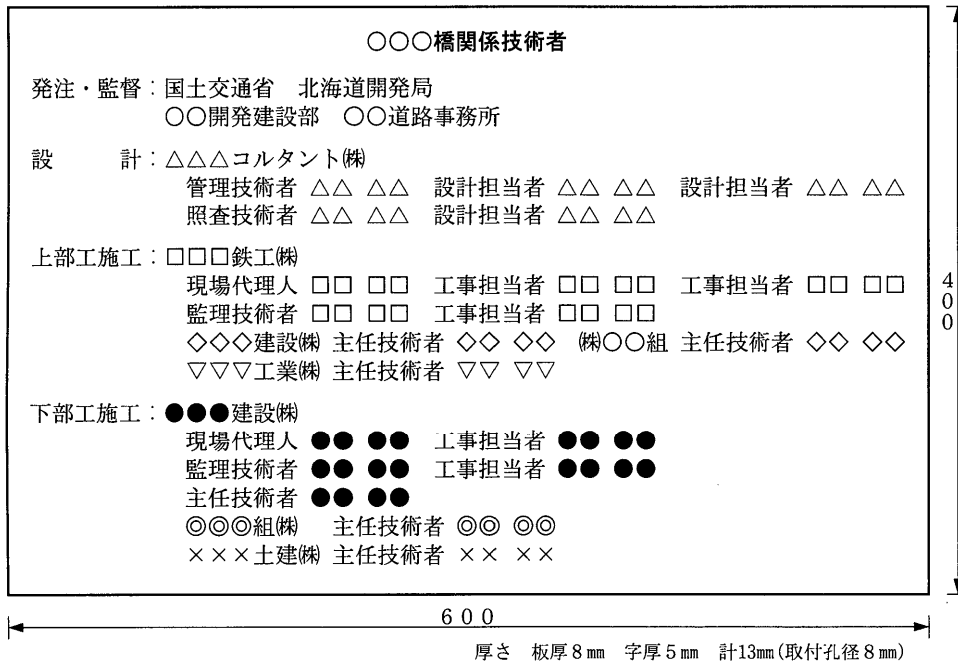 ○○○橋関係技術者
発注・監督：国土交通省　北海道開発局
○○開発建設部　○○道路事務所
設　　計：△△△コルタント㈱
管理技術者 △△ △△　設計担当者 △△ △△　設計担当者 △△ △△
照査技術者 △△ △△　設計担当者 △△ △△
上部工施工：□□□鉄工㈱
現場代理人 □□ □□　工事担当者 □□ □□　工事担当者 □□ □□
監理技術者 □□ □□　工事担当者 □□ □□
◇◇◇建設㈱ 主任技術者 ◇◇ ◇◇　㈱○○組 主任技術者 ◇◇ ◇◇
▽▽▽工業㈱ 主任技術者 ▽▽ ▽▽
下部工施工：●●●建設㈱
現場代理人 ●● ●●　工事担当者 ●● ●●
監理技術者 ●● ●●　工事担当者 ●● ●●
主任技術者 ●● ●●
◎◎◎組㈱　主任技術者 ◎◎ ◎◎
×××土建㈱ 主任技術者 ×× ××
400
600
厚さ　板厚8㎜　字厚5㎜　計13㎜(取付孔径8㎜)